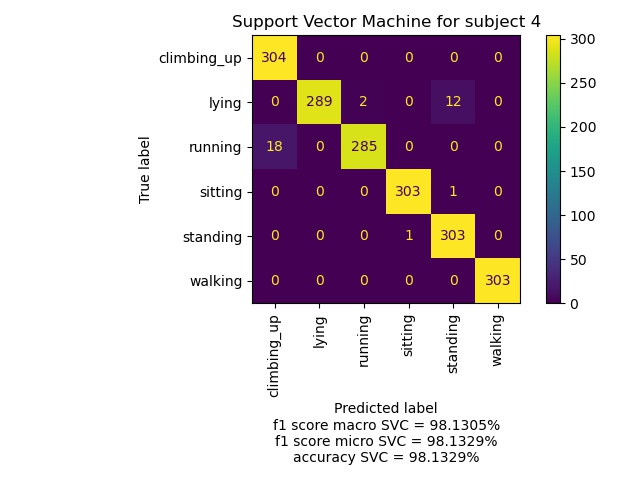 Support Vector Machine for subject 4
climbing_up 304 0 0 0 0 0
lying 0 289 2 0 12 0
running 18 0 285 0 0 0
sitting 0 0 0 303 1 0
standing 0 0 0 1 303 0
walking 0 0 0 0 0 303
True label
climbing_up
lying
running
sitting
standing
walking
Predicted label
f1 score macro SVC = 98.1305%
f1 score micro SVC = 98.1329%
accuracy SVC = 98.1329%
300
250
200
150
100
50
0